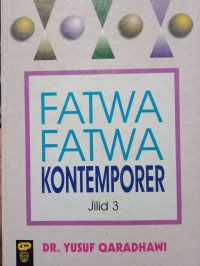 FATWA
FATWA
KONTEMPORER
Jilid 3
DR. YUSUF QARADHAWI